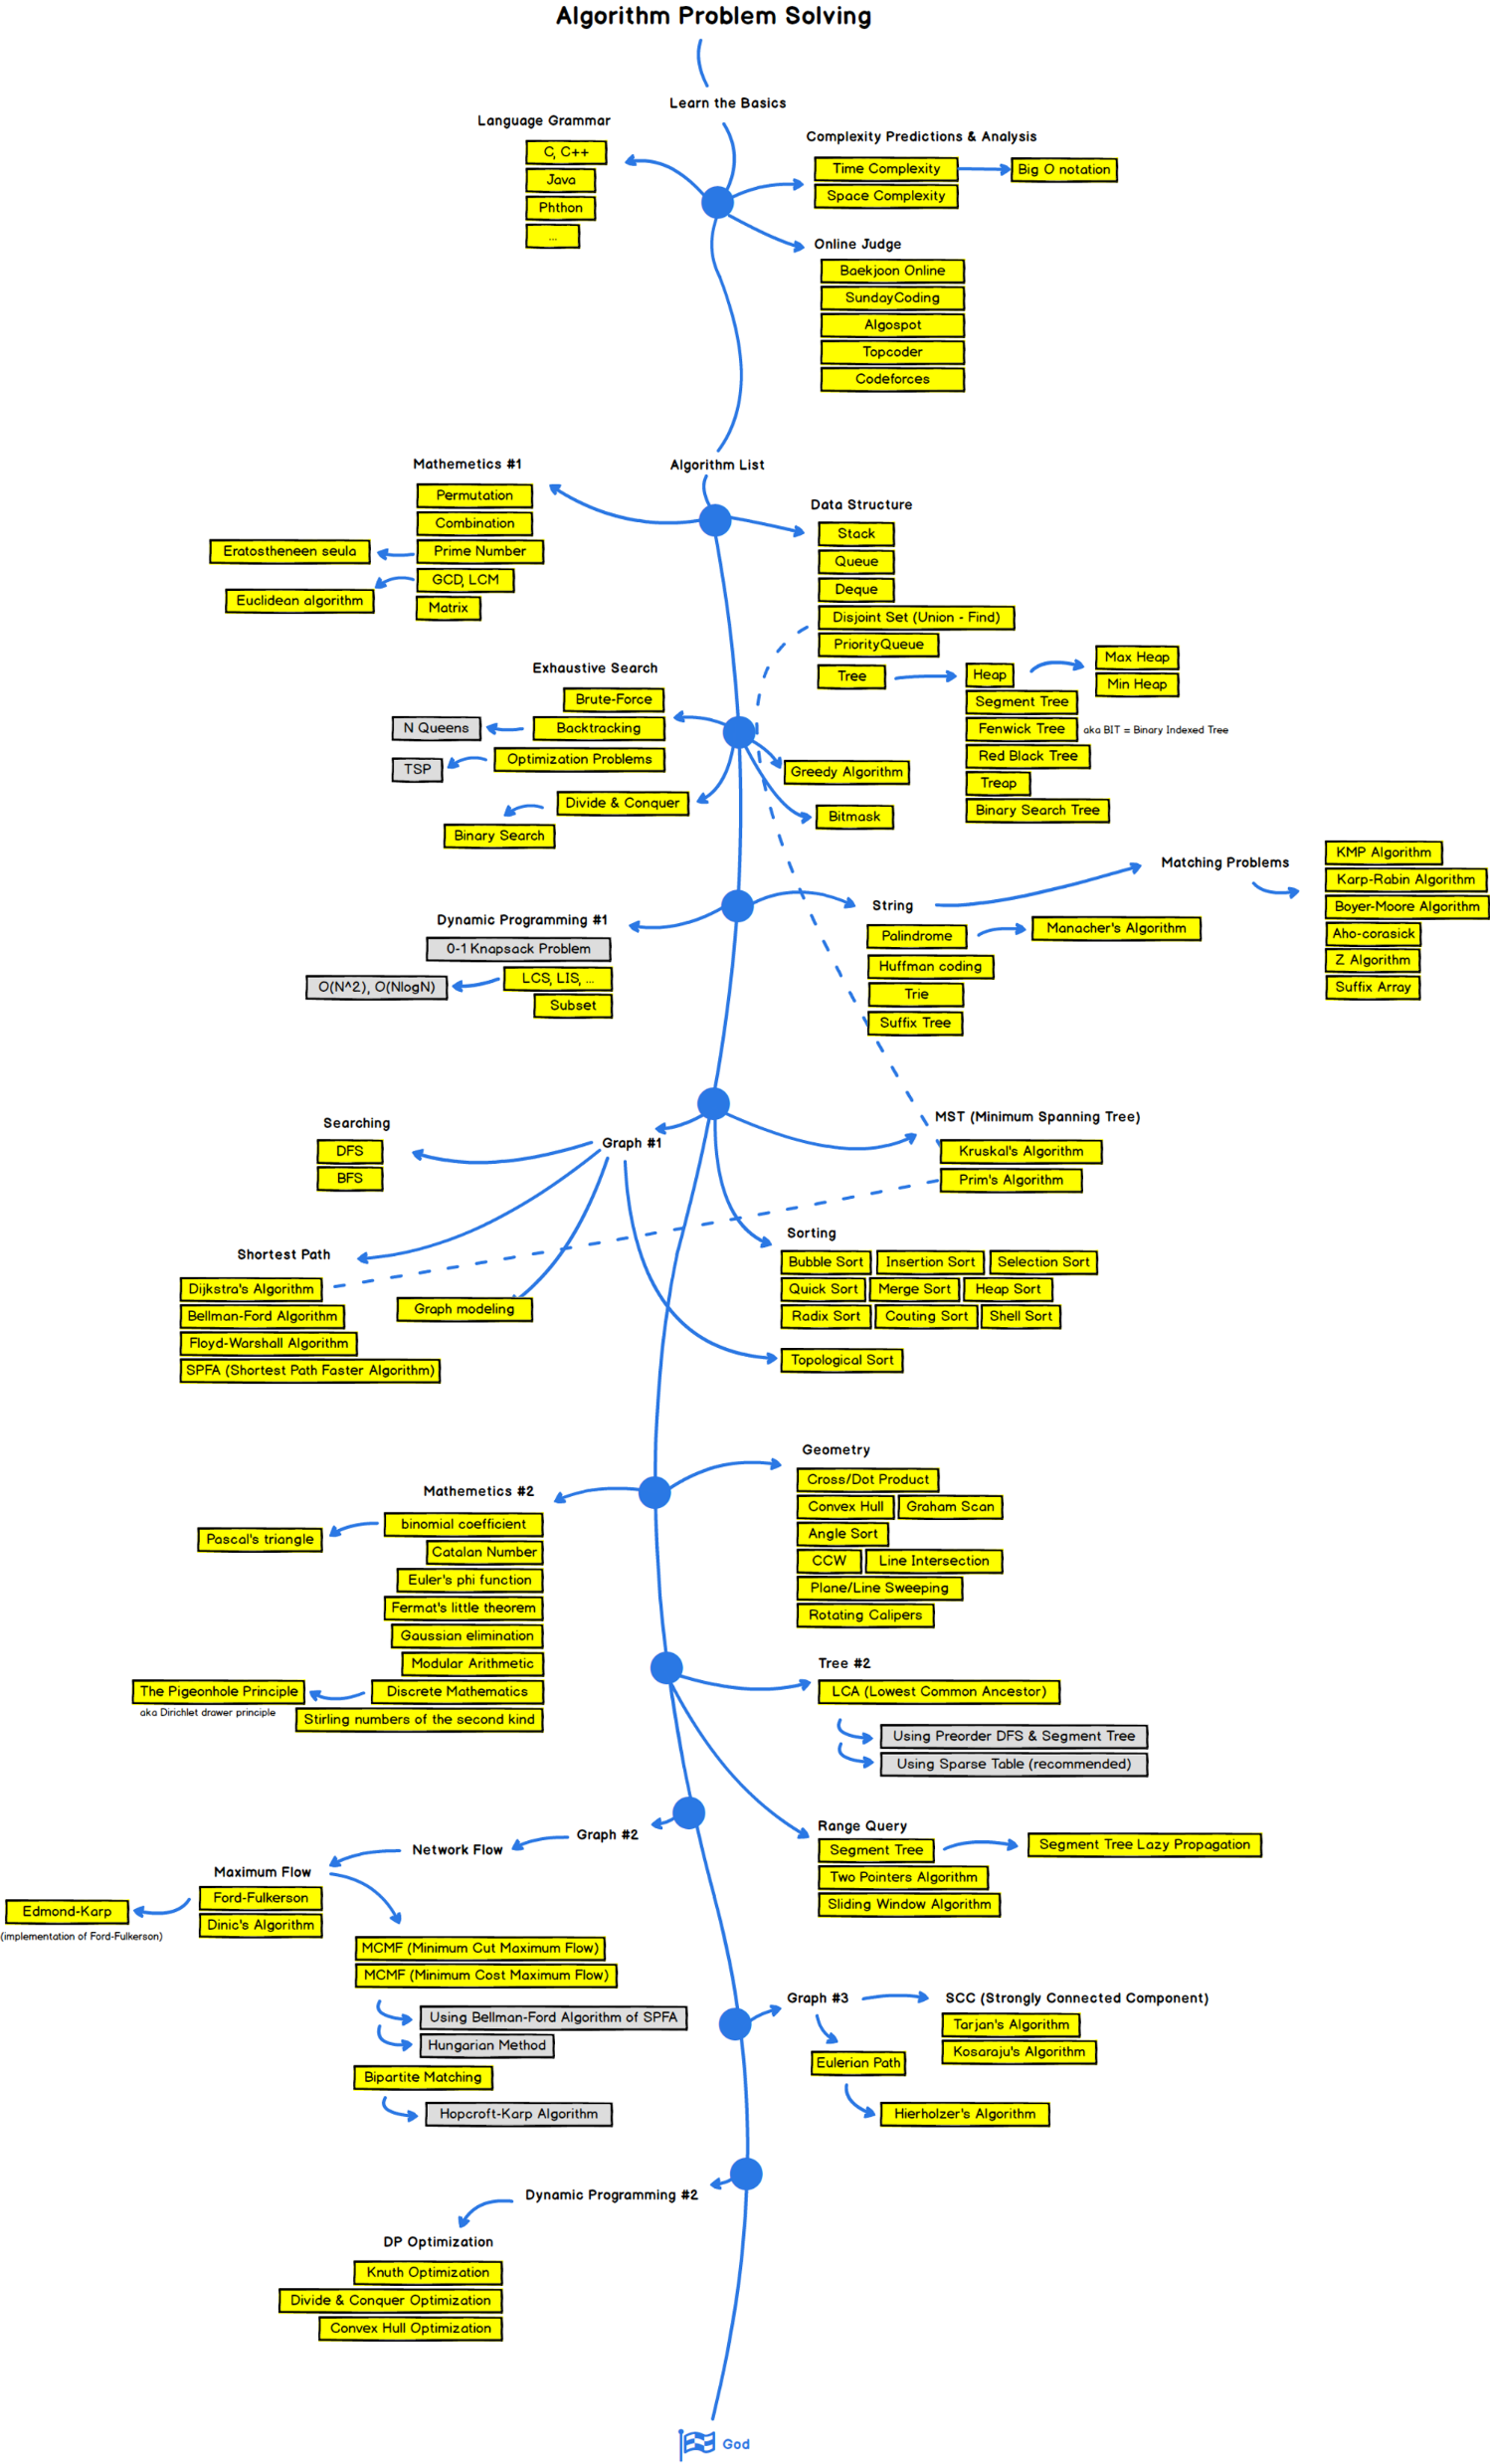 Algorithm Problem Solving
Learn the Basics
Language Grammar
C, C++
Java
Phthon
...
Complexity Predictions & Analysis
Time Complexity
Big O notation
Space Complexity
Online Judge
Baekjoon Online
SundayCoding
Algospot
Topcoder
Codeforces
Algorithm List
Mathemetics #1
Permutation
Combination
Prime Number
Eratostheneen seula
GCD, LCM
Euclidean algorithm
Matrix
Data Structure
Stack
Queue
Deque
Disjoint Set (Union - Find)
PriorityQueue
Tree
Heap
Max Heap
Min Heap
Segment Tree
Fenwick Tree
aka BIT = Binary Indexed Tree
Red Black Tree
Treap
Binary Search Tree
Exhaustive Search
Brute-Force
Backtracking
N Queens
Optimization Problems
TSP
Divide & Conquer
Binary Search
Greedy Algorithm
Bitmask
Dynamic Programming #1
0-1 Knapsack Problem
LCS, LIS, ...
O(N^2), O(NlogN)
Subset
String
Palindrome
Manacher's Algorithm
Huffman coding
Trie
Suffix Tree
Matching Problems
KMP Algorithm
Karp-Rabin Algorithm
Boyer-Moore Algorithm
Aho-corasick
Z Algorithm
Suffix Array
Graph #1
Searching
DFS
BFS
Shortest Path
Dijkstra's Algorithm
Bellman-Ford Algorithm
Floyd-Warshall Algorithm
SPFA (Shortest Path Faster Algorithm)
Graph modeling
MST (Minimum Spanning Tree)
Kruskal's Algorithm
Prim's Algorithm
Sorting
Bubble Sort
Insertion Sort
Selection Sort
Quick Sort
Merge Sort
Heap Sort
Radix Sort
Couting Sort
Shell Sort
Topological Sort
Mathemetics #2
binomial coefficient
Pascal's triangle
Catalan Number
Euler's phi function
Fermat's little theorem
Gaussian elimination
Modular Arithmetic
Discrete Mathematics
The Pigeonhole Principle
aka Dirichlet drawer principle
Stirling numbers of the second kind
Geometry
Cross/Dot Product
Convex Hull
Graham Scan
Angle Sort
CCW
Line Intersection
Plane/Line Sweeping
Rotating Calipers
Tree #2
LCA (Lowest Common Ancestor)
Using Preorder DFS & Segment Tree
Using Sparse Table (recommended)
Range Query
Segment Tree
Segment Tree Lazy Propagation
Two Pointers Algorithm
Sliding Window Algorithm
Graph #2
Network Flow
Maximum Flow
Ford-Fulkerson
Edmond-Karp
(implementation of Ford-Fulkerson)
Dinic's Algorithm
MCMF (Minimum Cut Maximum Flow)
MCMF (Minimum Cost Maximum Flow)
Using Bellman-Ford Algorithm of SPFA
Hungarian Method
Bipartite Matching
Hopcroft-Karp Algorithm
Graph #3
SCC (Strongly Connected Component)
Tarjan's Algorithm
Kosaraju's Algorithm
Eulerian Path
Hierholzer's Algorithm
Dynamic Programming #2
DP Optimization
Knuth Optimization
Divide & Conquer Optimization
Convex Hull Optimization
God